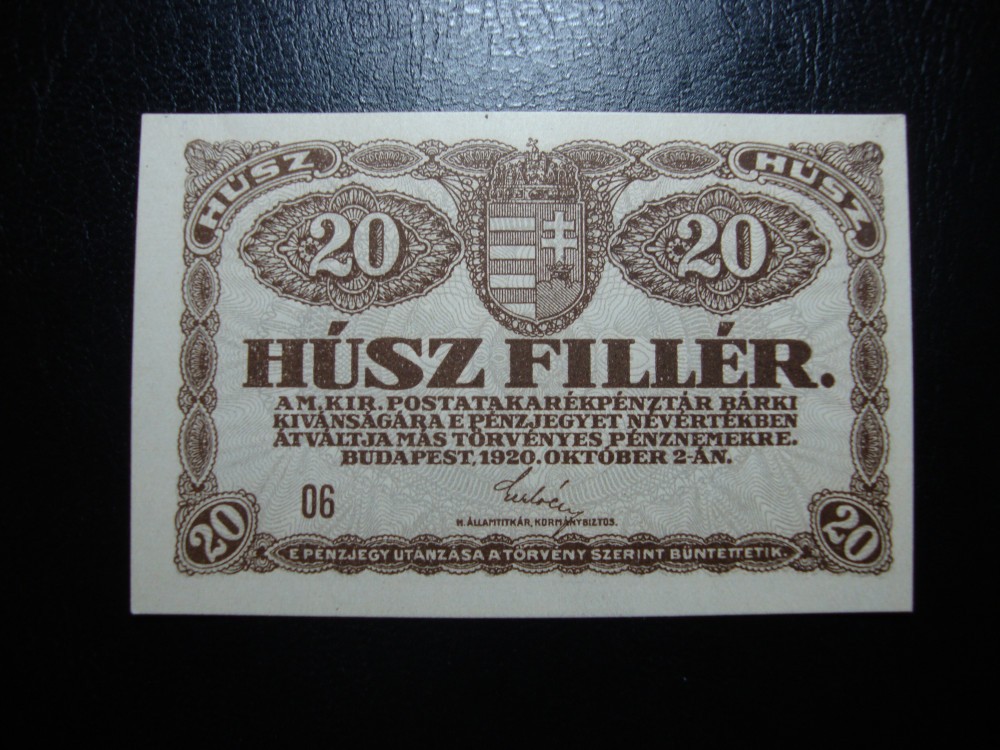 HÚSZ HÚSZ
20 20
HÚSZ FILLÉR.
A M. KIR. POSTATAKARÉKPÉNZTÁR BÁRKI
KIVÁNSÁGÁRA E PÉNZJEGYET NÉVÉRTÉKBEN
ÁTVÁLTJA MÁS TÖRVÉNYES PÉNZNEMEKRE.
BUDAPEST, 1920. OKTÓBER 2-ÁN.
06
H. ÁLLAMTITKÁR, KORMÁNYBIZTOS.
20 20
E PÉNZJEGY UTÁNZÁSA A TÖRVÉNY SZERINT BÜNTETTETIK.